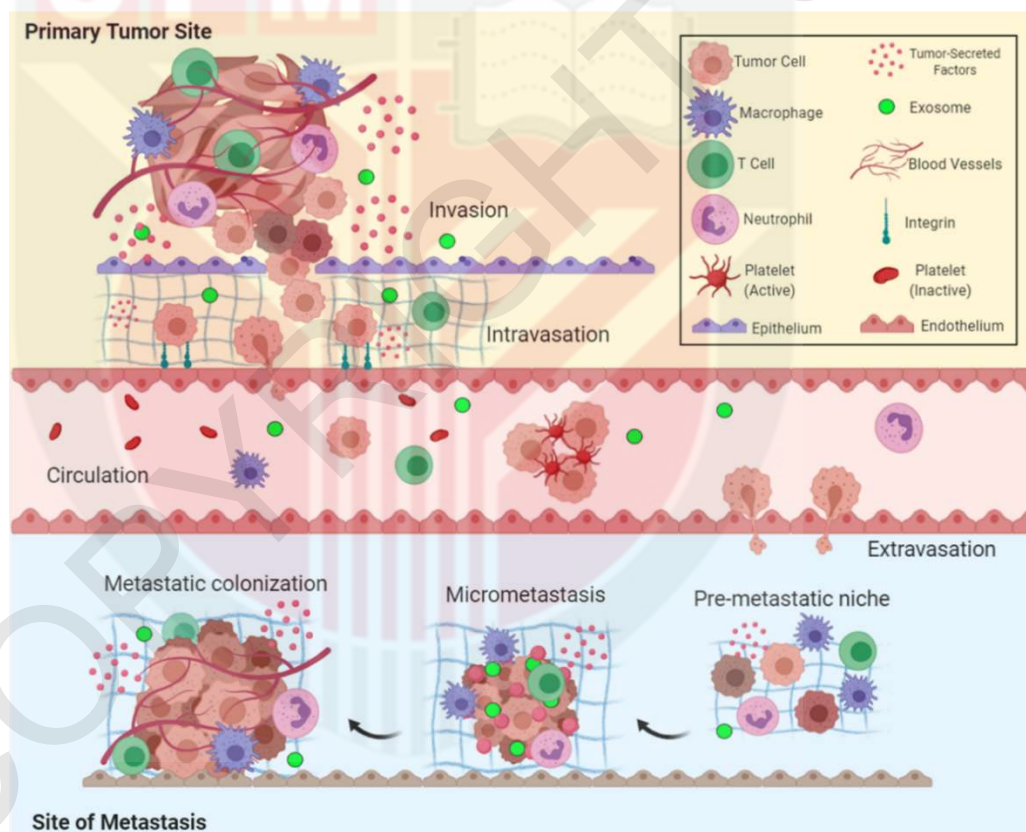 Primary Tumor Site
Tumor Cell
Tumor-Secreted
Factors
Macrophage
Exosome
T Cell
Blood Vessels
Neutrophil
Integrin
Platelet
(Active)
Platelet
(Inactive)
Epithelium
Endothelium
Invasion
Intravasation
Circulation
Extravasation
Metastatic colonization
Micrometastasis
Pre-metastatic niche
Site of Metastasis
COPYRIGHT